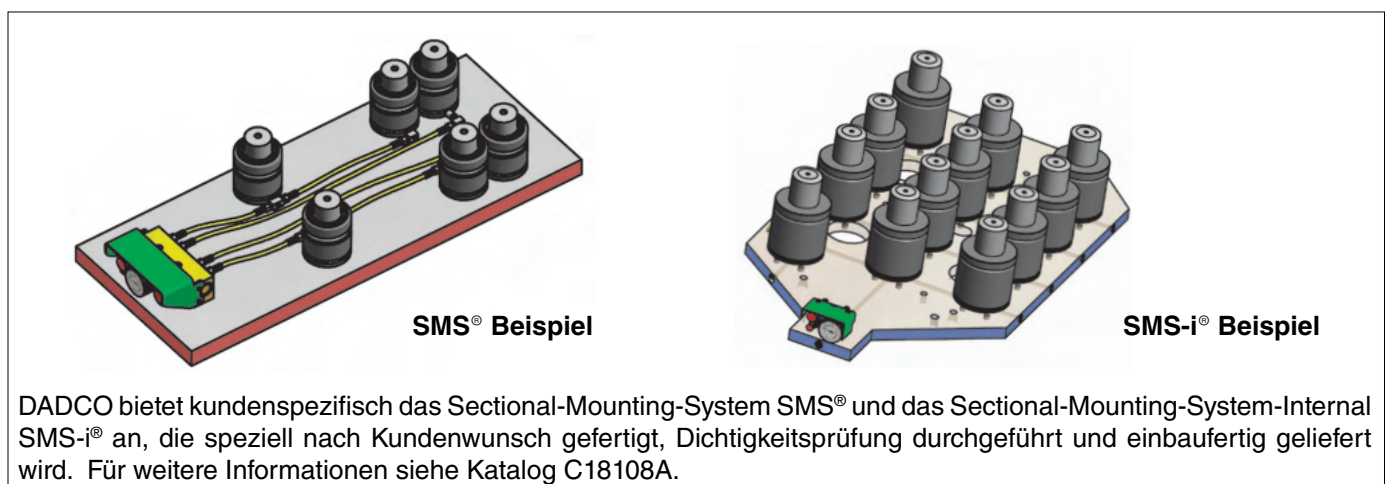 SMS® Beispiel
SMS-i® Beispiel
DADCO bietet kundenspezifisch das Sectional-Mounting-System SMS® und das Sectional-Mounting-System-Internal
SMS-i® an, die speziell nach Kundenwunsch gefertigt, Dichtigkeitsprüfung durchgeführt und einbaufertig geliefert
wird. Für weitere Informationen siehe Katalog C18108A.